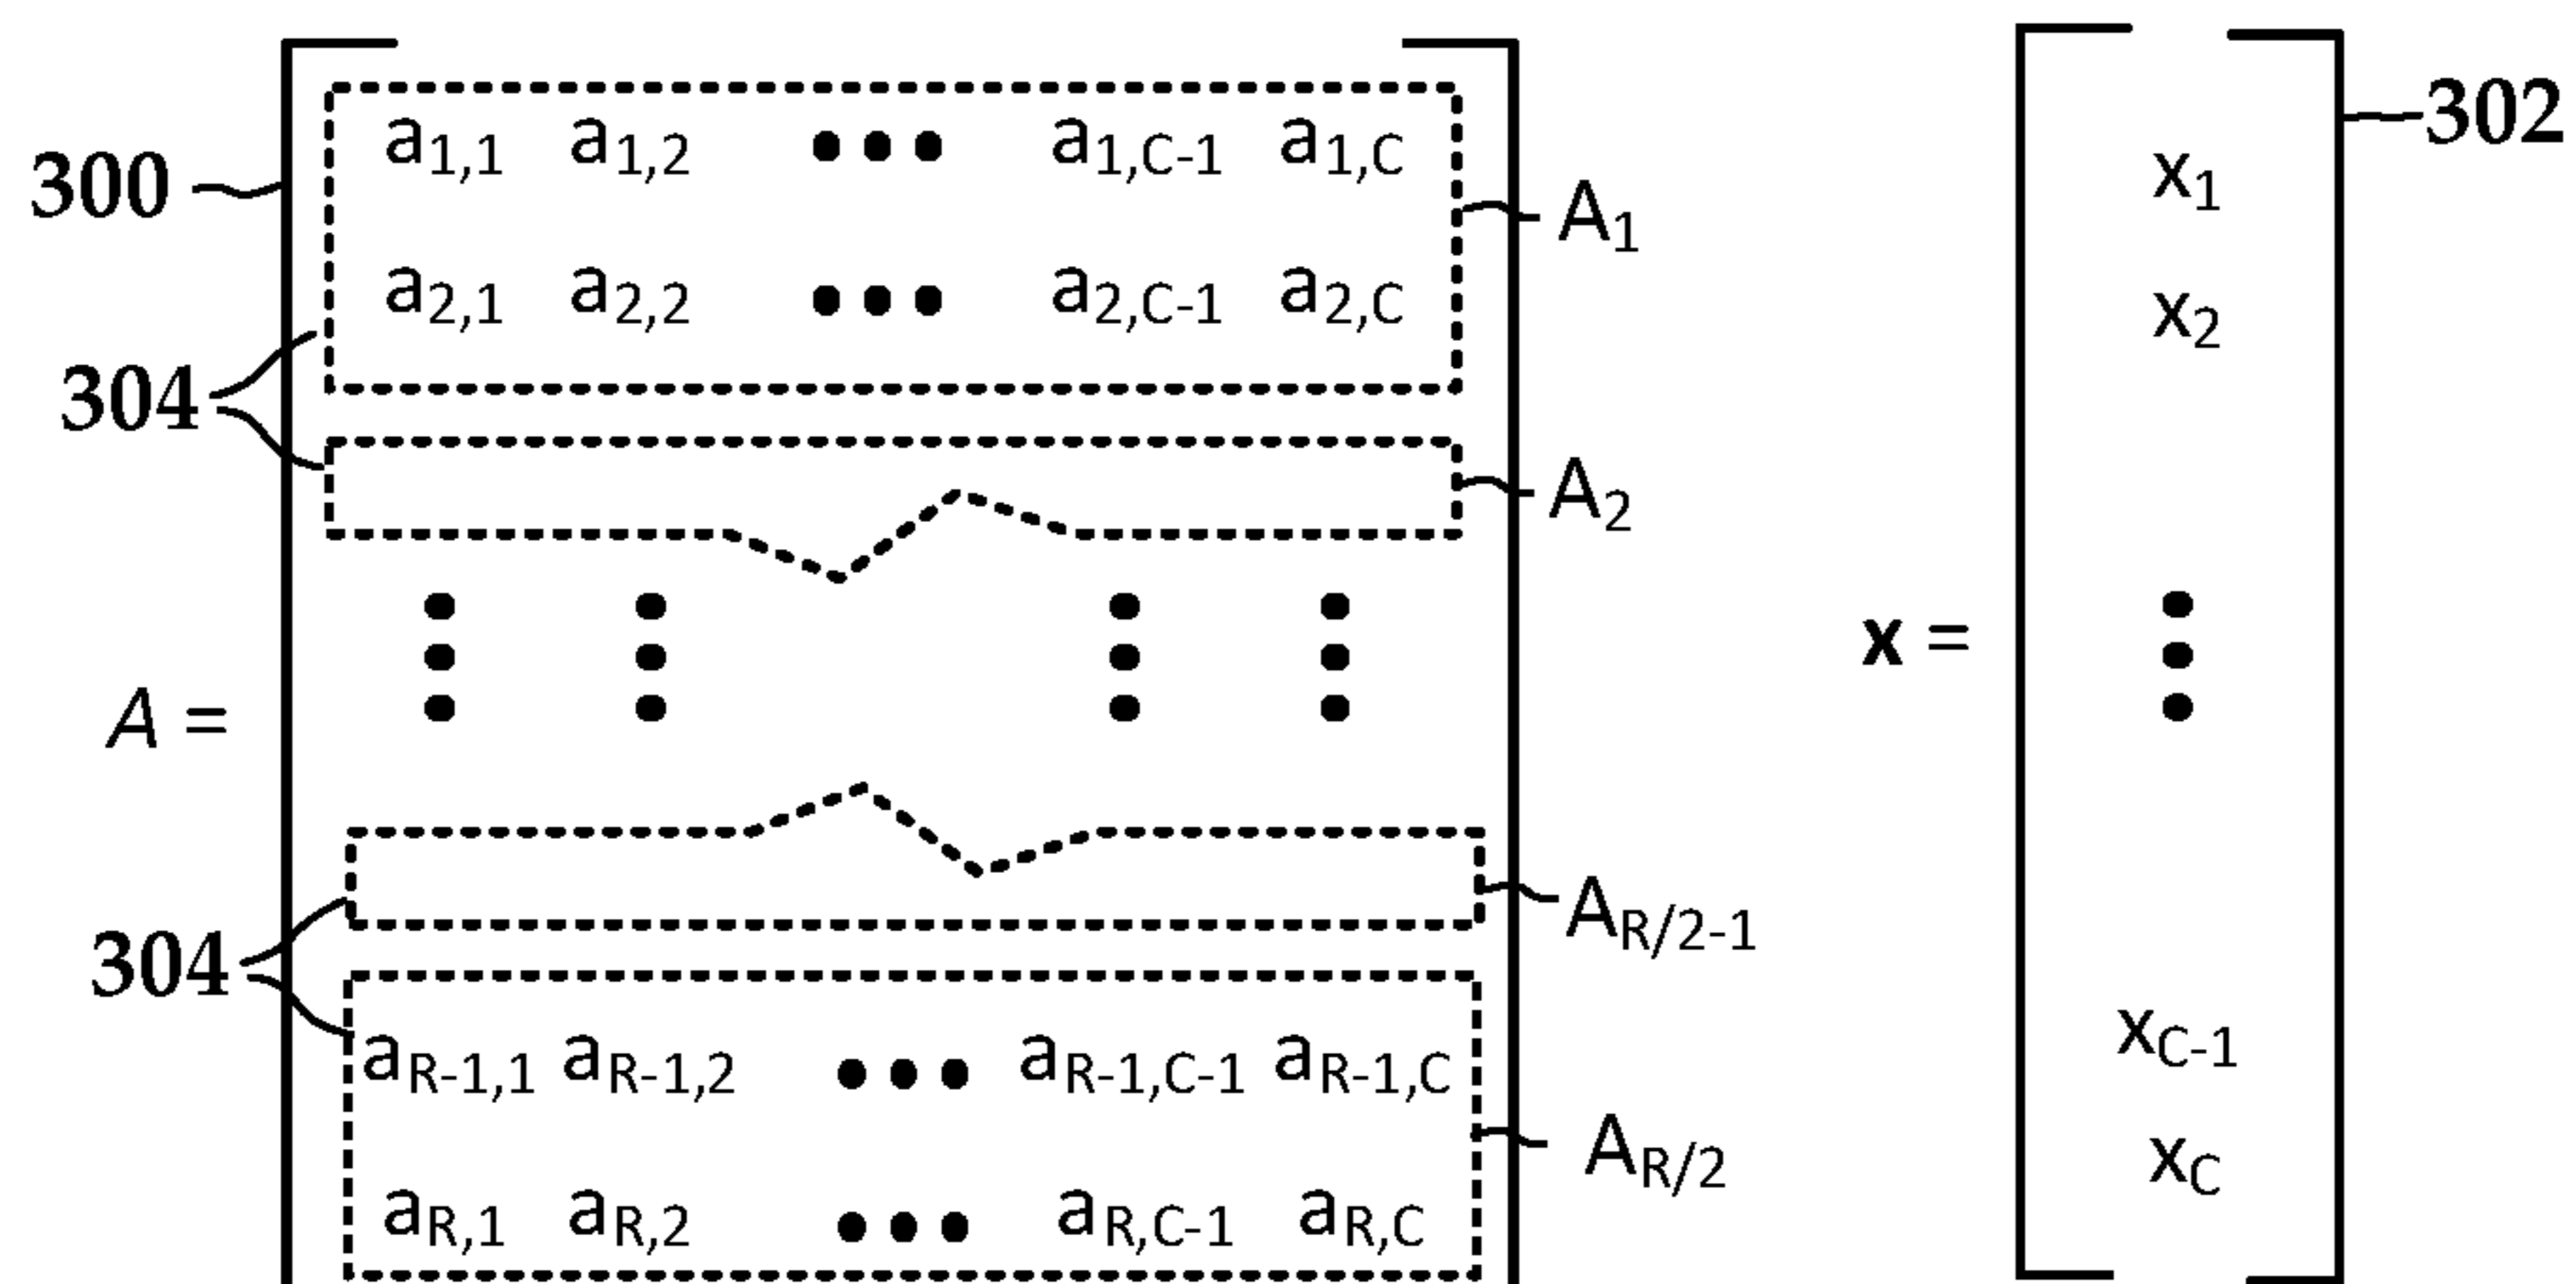 a1,1 a1,2 ••• a1,C-1 a1,C
302
300
x1
A1
a2,1 a2,2 ••• a2,C-1 a2,C
x2
304
A2
A =
x =
AR/2-1
304
aR-1,1 aR-1,2 ••• aR-1,C-1 aR-1,C
xC-1
AR/2
xC
aR,1 aR,2 ••• aR,C-1 aR,C